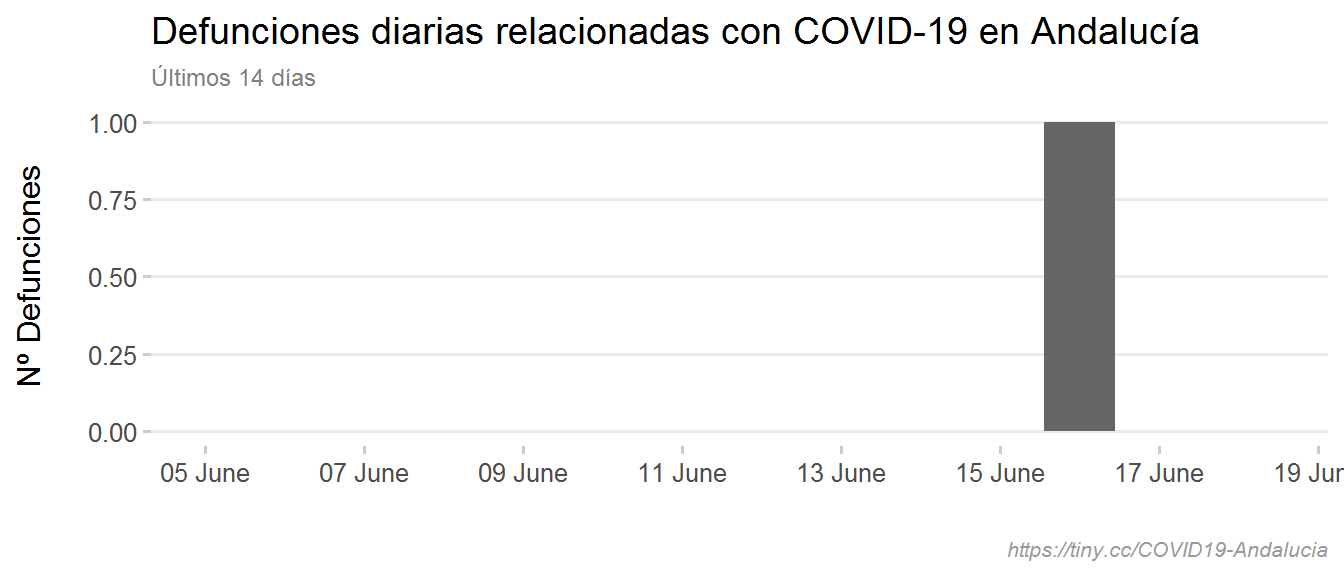 Defunciones diarias relacionadas con COVID-19 en Andalucía
Últimos 14 días
Nº Defunciones
1.00
0.75
0.50
0.25
0.00
05 June 07 June 09 June 11 June 13 June 15 June 17 June 19 Jun
https://tiny.cc/COVID19-Andalucia